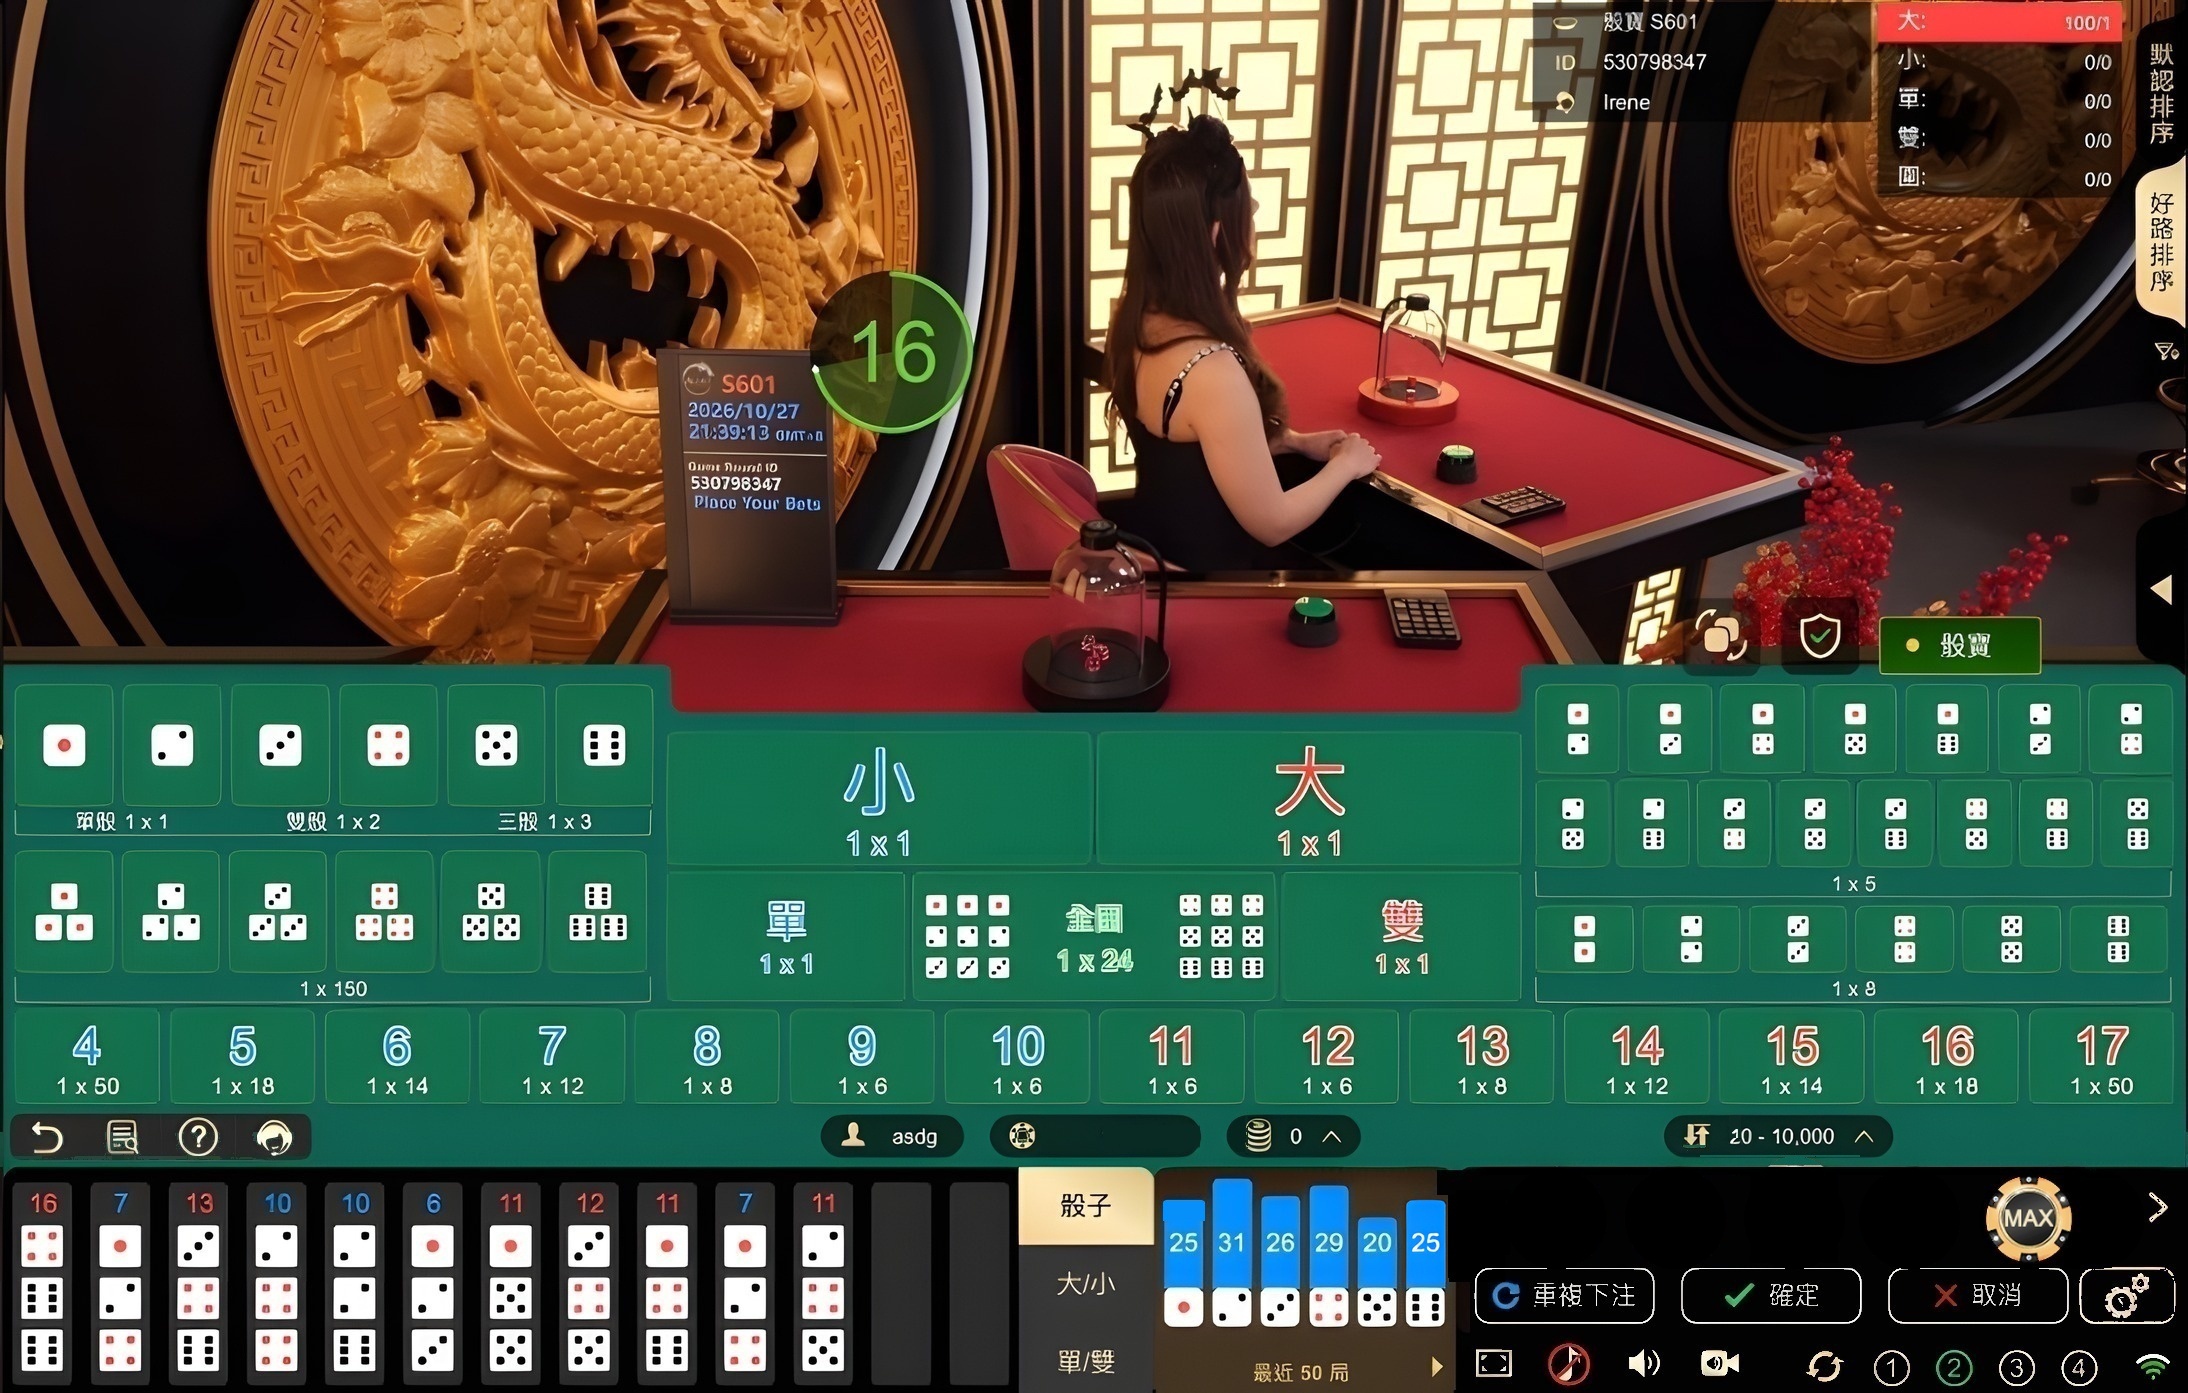 骰寶 S601
ID 530798347
Irene
大: 100/1
小: 0/0
單: 0/0
雙: 0/0
圍: 0/0
默認排序
好路排序
16
S601
2026/10/27
21:39:13
Game Round ID
530798347
Place Your Bets
骰寶
單骰 1 x 1
雙骰 1 x 2
三骰 1 x 3
小
1 x 1
大
1 x 1
1 x 5
1 x 150
單
1 x 1
全圍
1 x 24
雙
1 x 1
1 x 8
4 5 6 7 8 9 10 11 12 13 14 15 16 17
1 x 50 1 x 18 1 x 14 1 x 12 1 x 8 1 x 6 1 x 6 1 x 6 1 x 6 1 x 8 1 x 12 1 x 14 1 x 18 1 x 50
asdg
0
20 - 10,000
16 7 13 10 10 6 11 12 11 7 11
骰子
大/小
單/雙
25 31 26 29 20 25
最近 50 局
MAX
重複下注
確定
取消
1 2 3 4